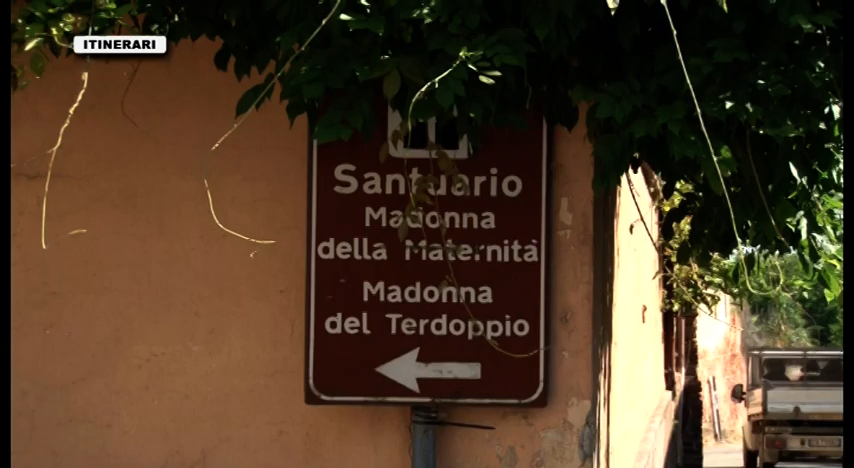 ITINERARI
Santuario
Madonna
della Maternità
Madonna
del Terdoppio